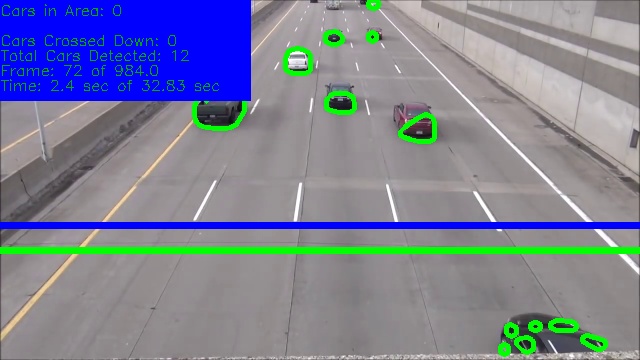 Cars in Area: 0
Cars Crossed Down: 0
Total Cars Detected: 12
Frame: 72 of 984.0
Time: 2.4 sec of 32.83 sec